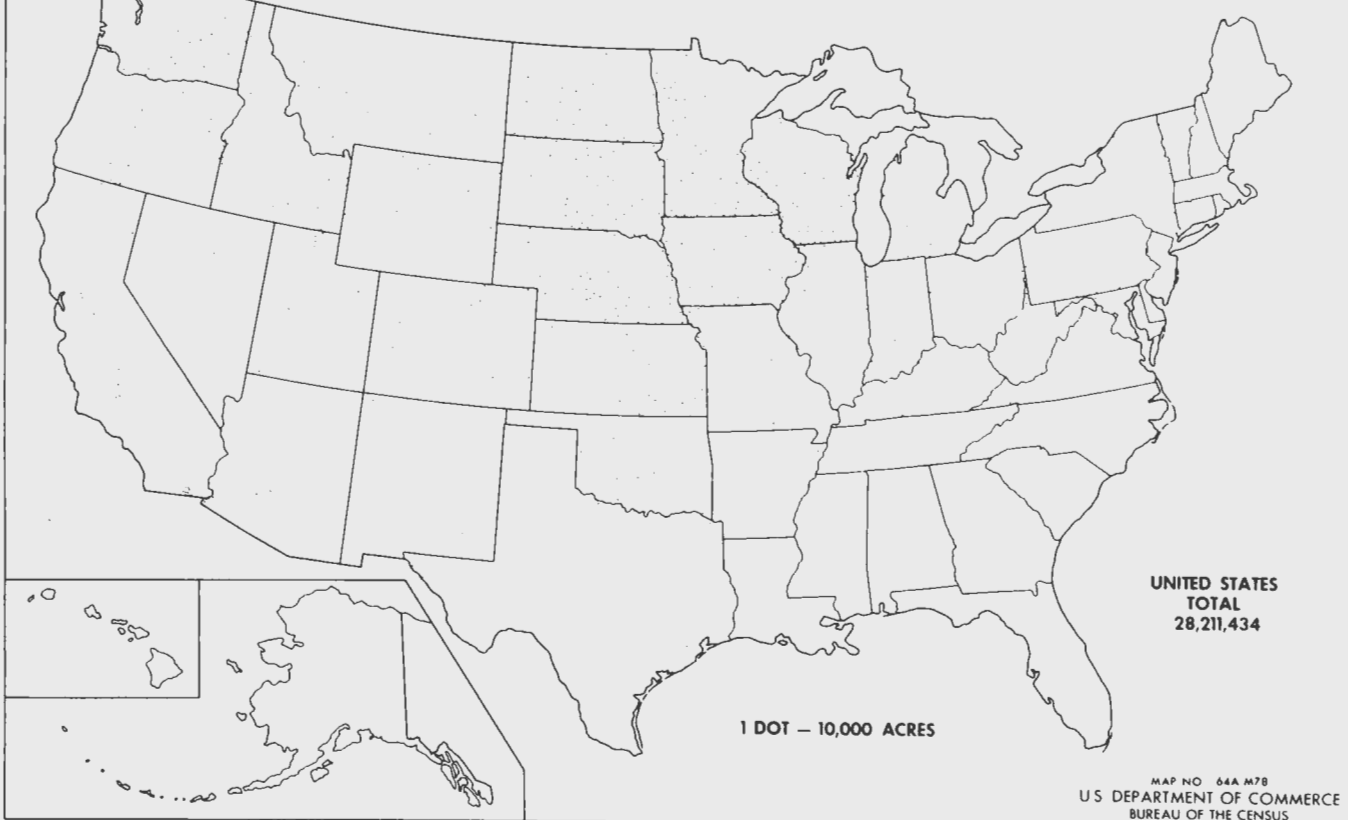 UNITED STATES
TOTAL
28,211,434
1 DOT — 10,000 ACRES
MAP NO 64A M78
U S DEPARTMENT OF COMMERCE
BUREAU OF THE CENSUS